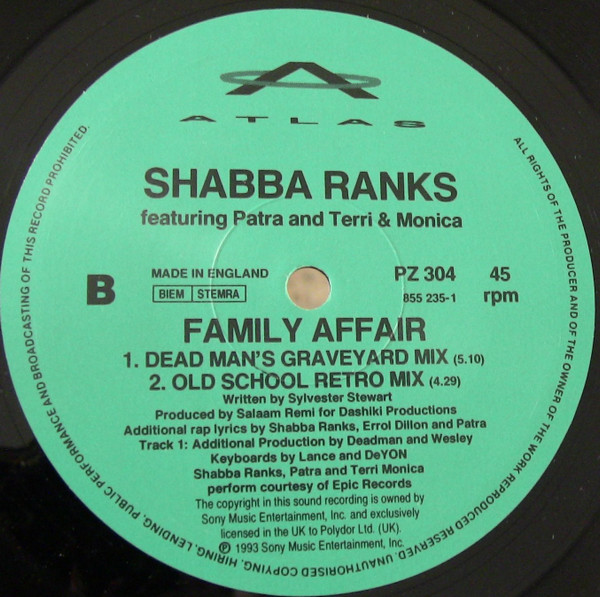 ATLAS
SHABBA RANKS
featuring Patra and Terri & Monica
B
MADE IN ENGLAND
BIEM STEMRA
PZ 304
855 235-1
45
rpm
FAMILY AFFAIR
1. DEAD MAN'S GRAVEYARD MIX (5.10)
2. OLD SCHOOL RETRO MIX (4.29)
Written by Sylvester Stewart
Produced by Salaam Remi for Dashiki Productions
Additional rap lyrics by Shabba Ranks, Errol Dillon and Patra
Track 1: Additional Production by Deadman and Wesley
Keyboards by Lance and DeYON
Shabba Ranks, Patra and Terri Monica
perform courtesy of Epic Records
The copyright in this sound recording is owned by
Sony Music Entertainment, Inc. and exclusively
licensed in the UK to Polydor Ltd. (UK).
℗ 1993 Sony Music Entertainment, Inc.
ALL RIGHTS OF THE PRODUCER AND OF THE OWNER OF THE WORK REPRODUCED RESERVED. UNAUTHORISED COPYING, HIRING, LENDING, PUBLIC PERFORMANCE AND BROADCASTING OF THIS RECORD PROHIBITED.